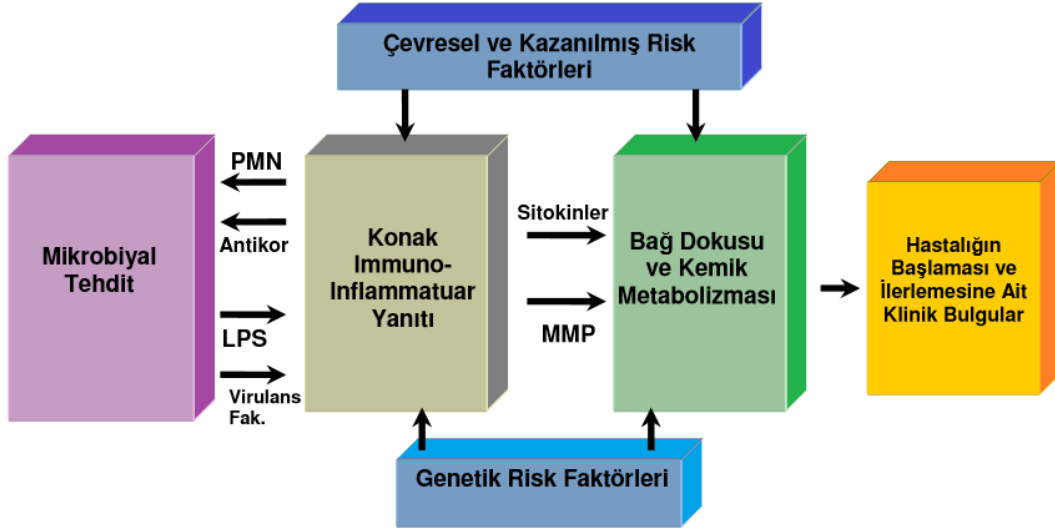 Çevresel ve Kazanılmış Risk
Faktörleri
PMN
Antikor
LPS
Virulans
Fak.
Mikrobiyal
Tehdit
Konak
Immuno-
Inflammatuar
Yanıtı
Sitokinler
MMP
Bağ Dokusu
ve Kemik
Metabolizması
Hastalığın
Başlaması ve
İlerlemesine Ait
Klinik Bulgular
Genetik Risk Faktörleri